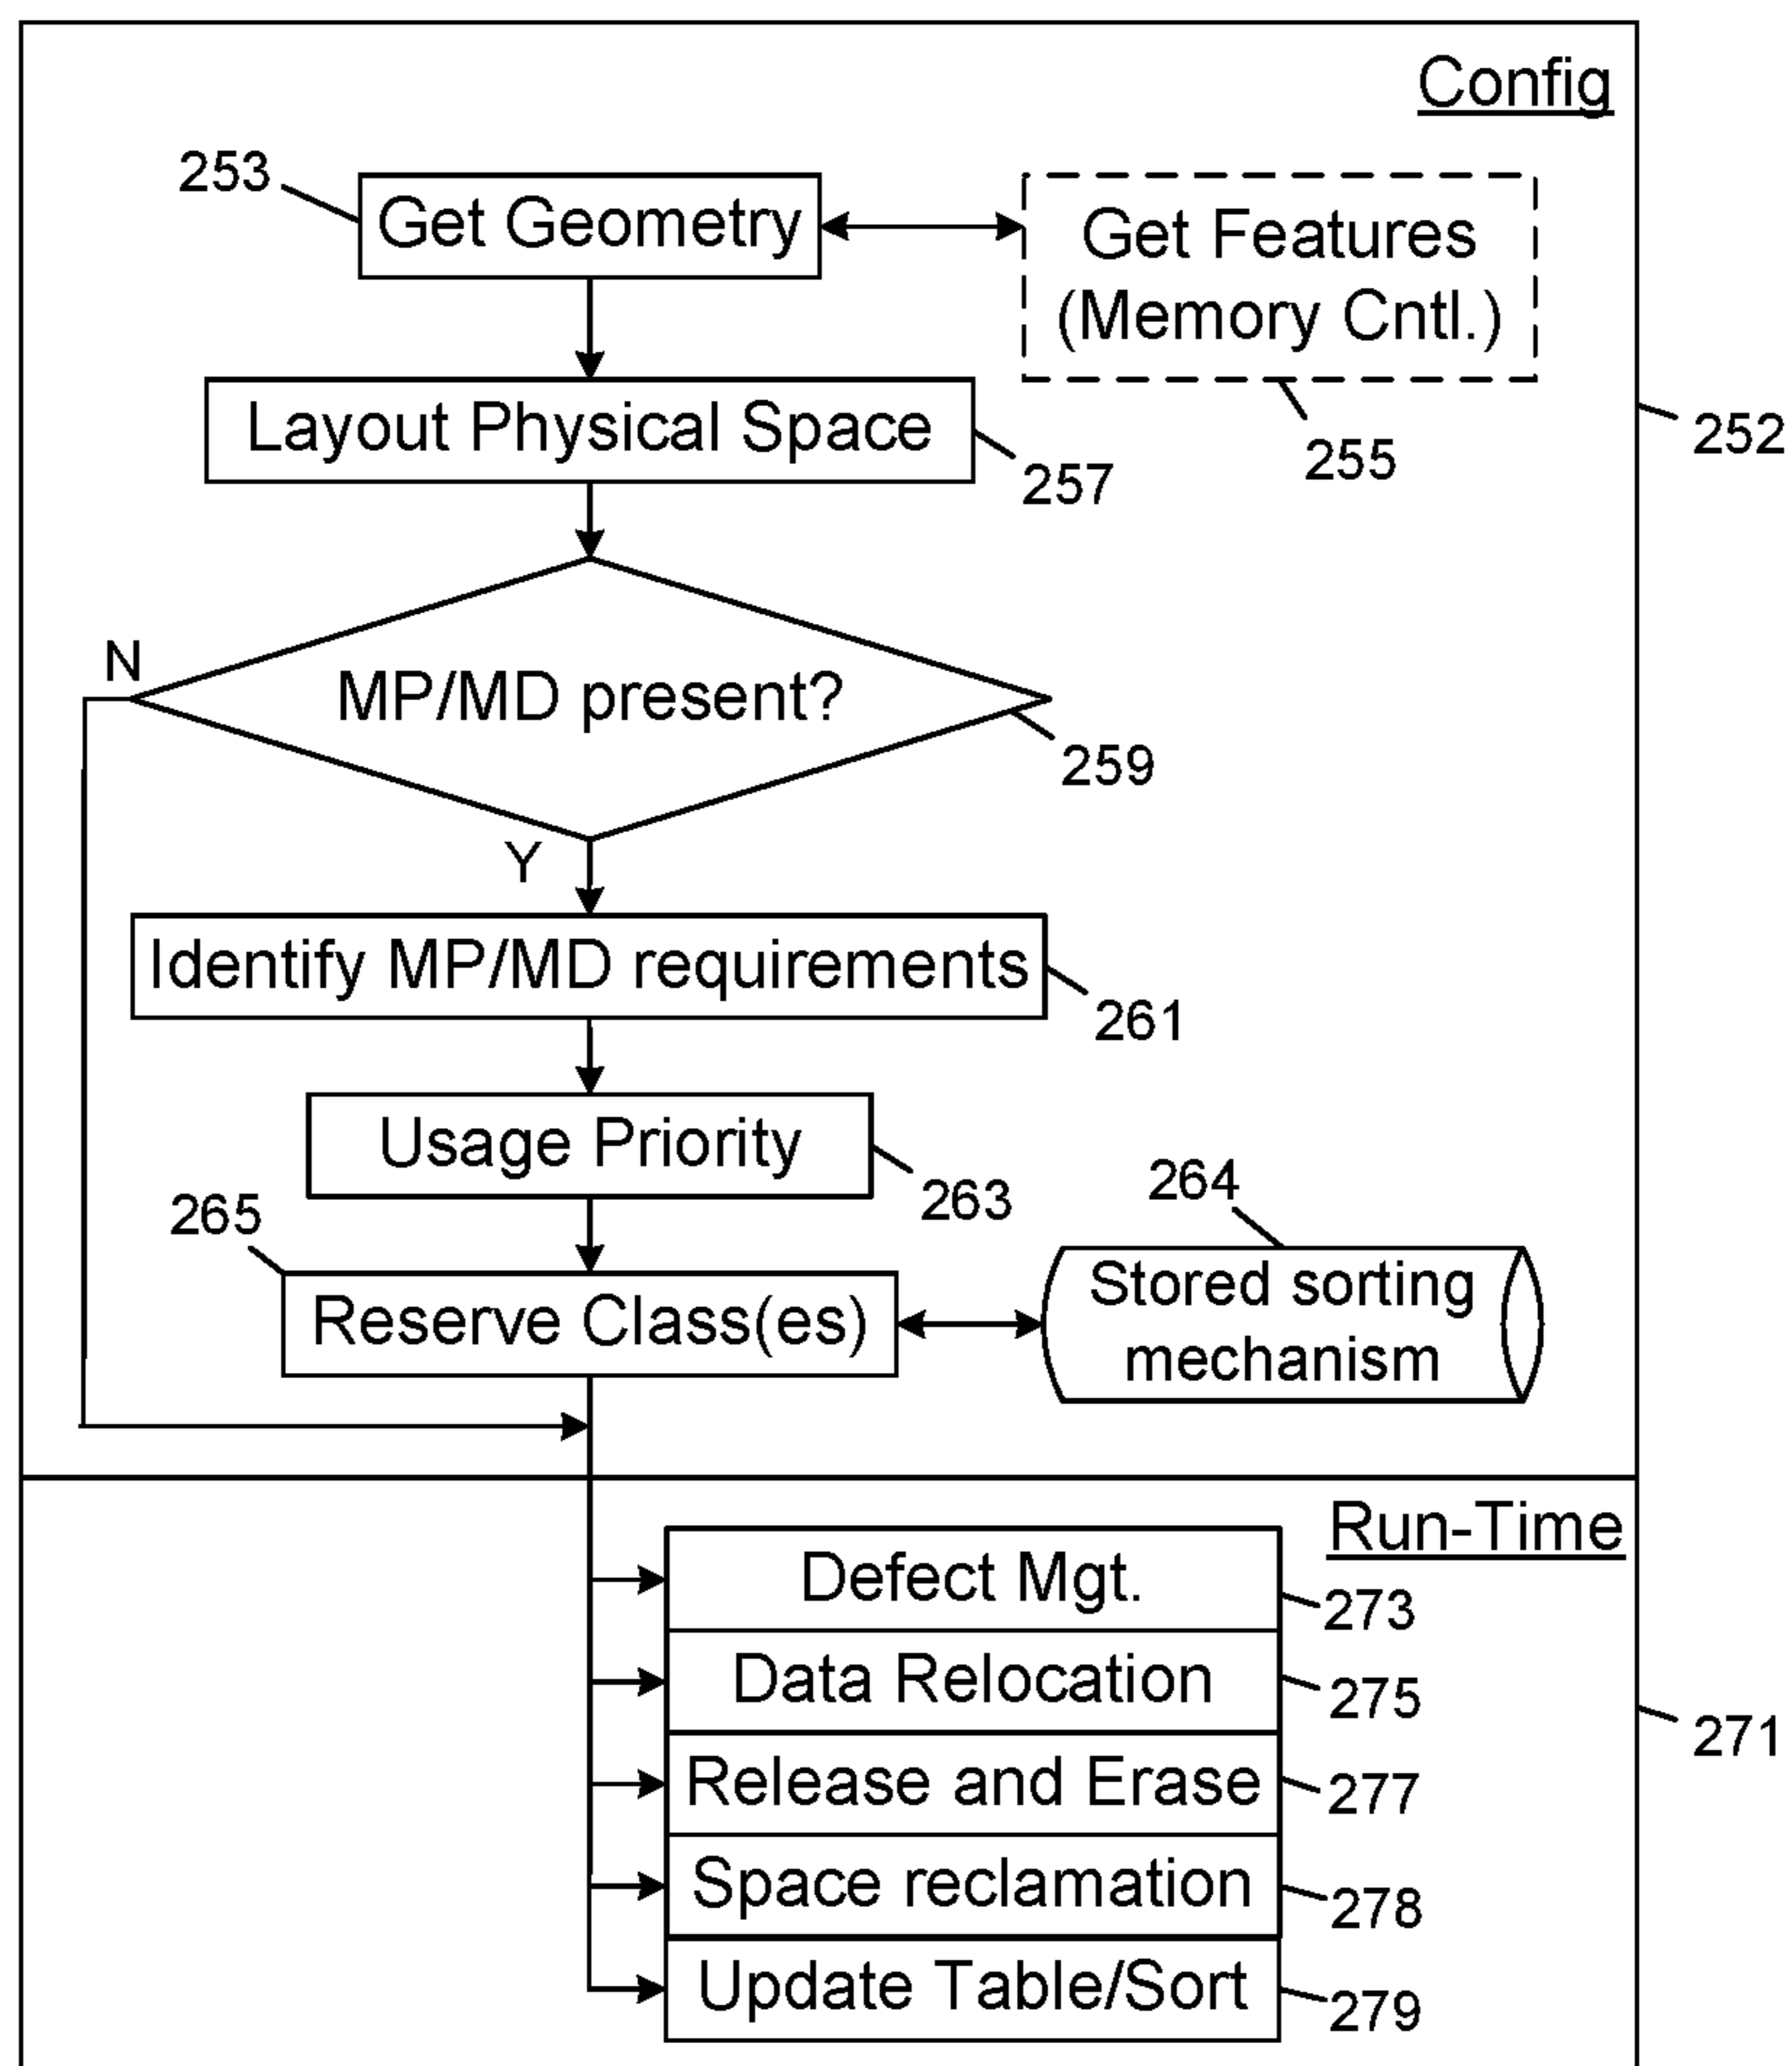 Config
253
Get Geometry
Get Features
(Memory Cntl.)
Layout Physical Space
257
255
252
N
MP/MD present?
259
Y
Identify MP/MD requirements
261
Usage Priority
263
264
265
Reserve Class(es)
Stored sorting
mechanism
Run-Time
Defect Mgt.
273
Data Relocation
275
271
Release and Erase
277
Space reclamation
278
Update Table/Sort
279